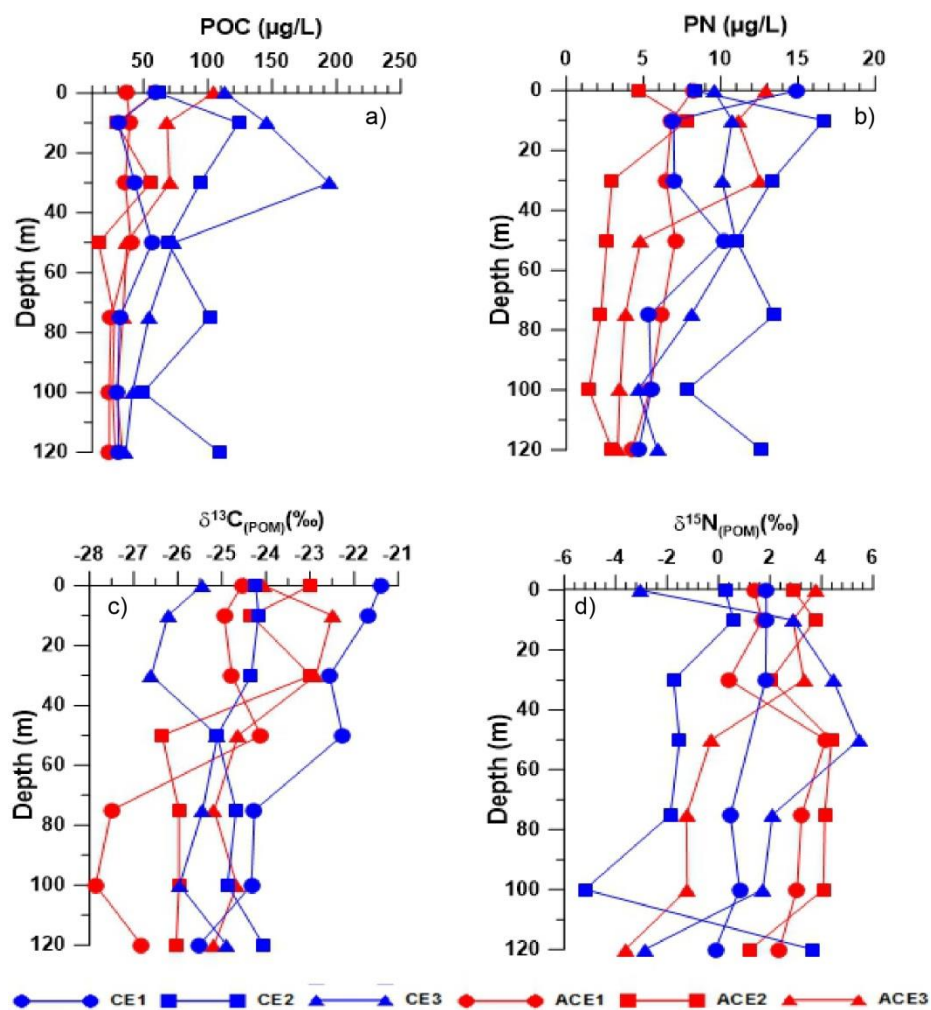 POC (µg/L)
50 100 150 200 250
0
20
40
60
80
100
120
Depth (m)
a)
PN (µg/L)
0 5 10 15 20
0
20
40
60
80
100
120
Depth (m)
b)
δ¹³C(POM)(‰)
-28 -27 -26 -25 -24 -23 -22 -21
0
20
40
60
80
100
120
Depth (m)
c)
δ¹⁵N(POM)(‰)
-6 -5 -2 0 2 4 6
0
20
40
60
80
100
120
Depth (m)
d)
CE1 CE2 CE3 ACE1 ACE2 ACE3